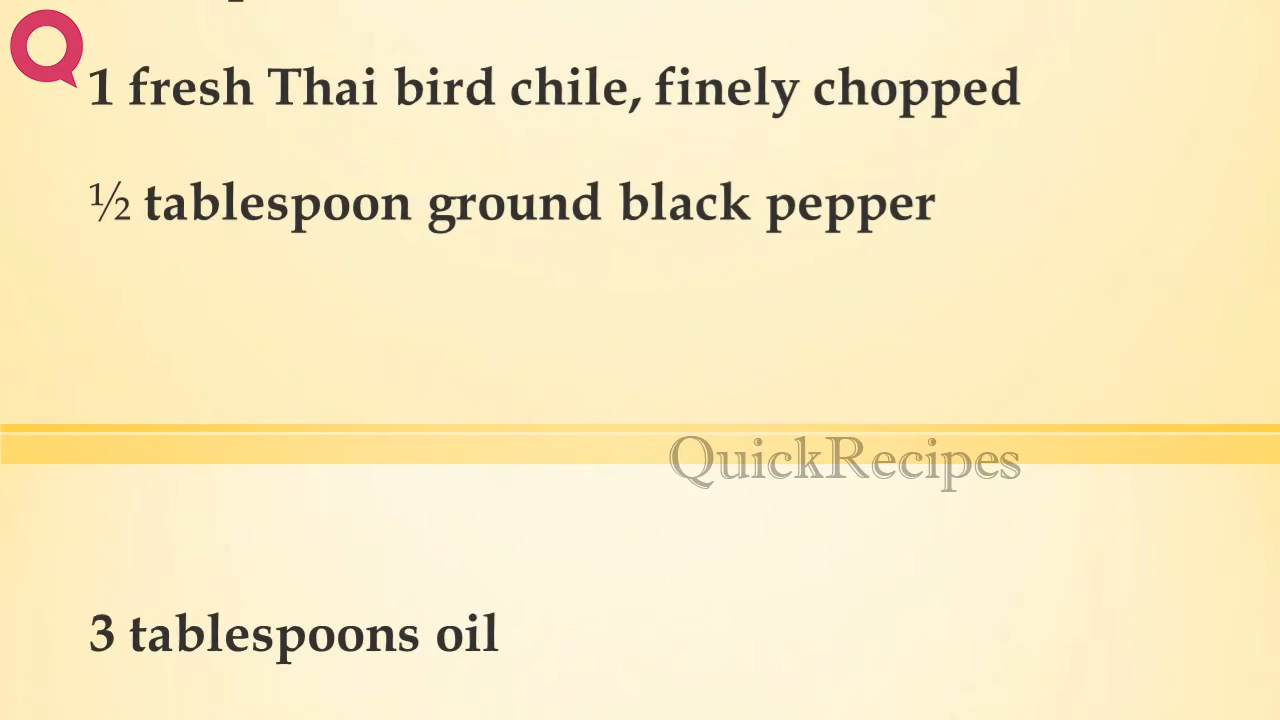 1 fresh Thai bird chile, finely chopped
½ tablespoon ground black pepper
QuickRecipes
3 tablespoons oil